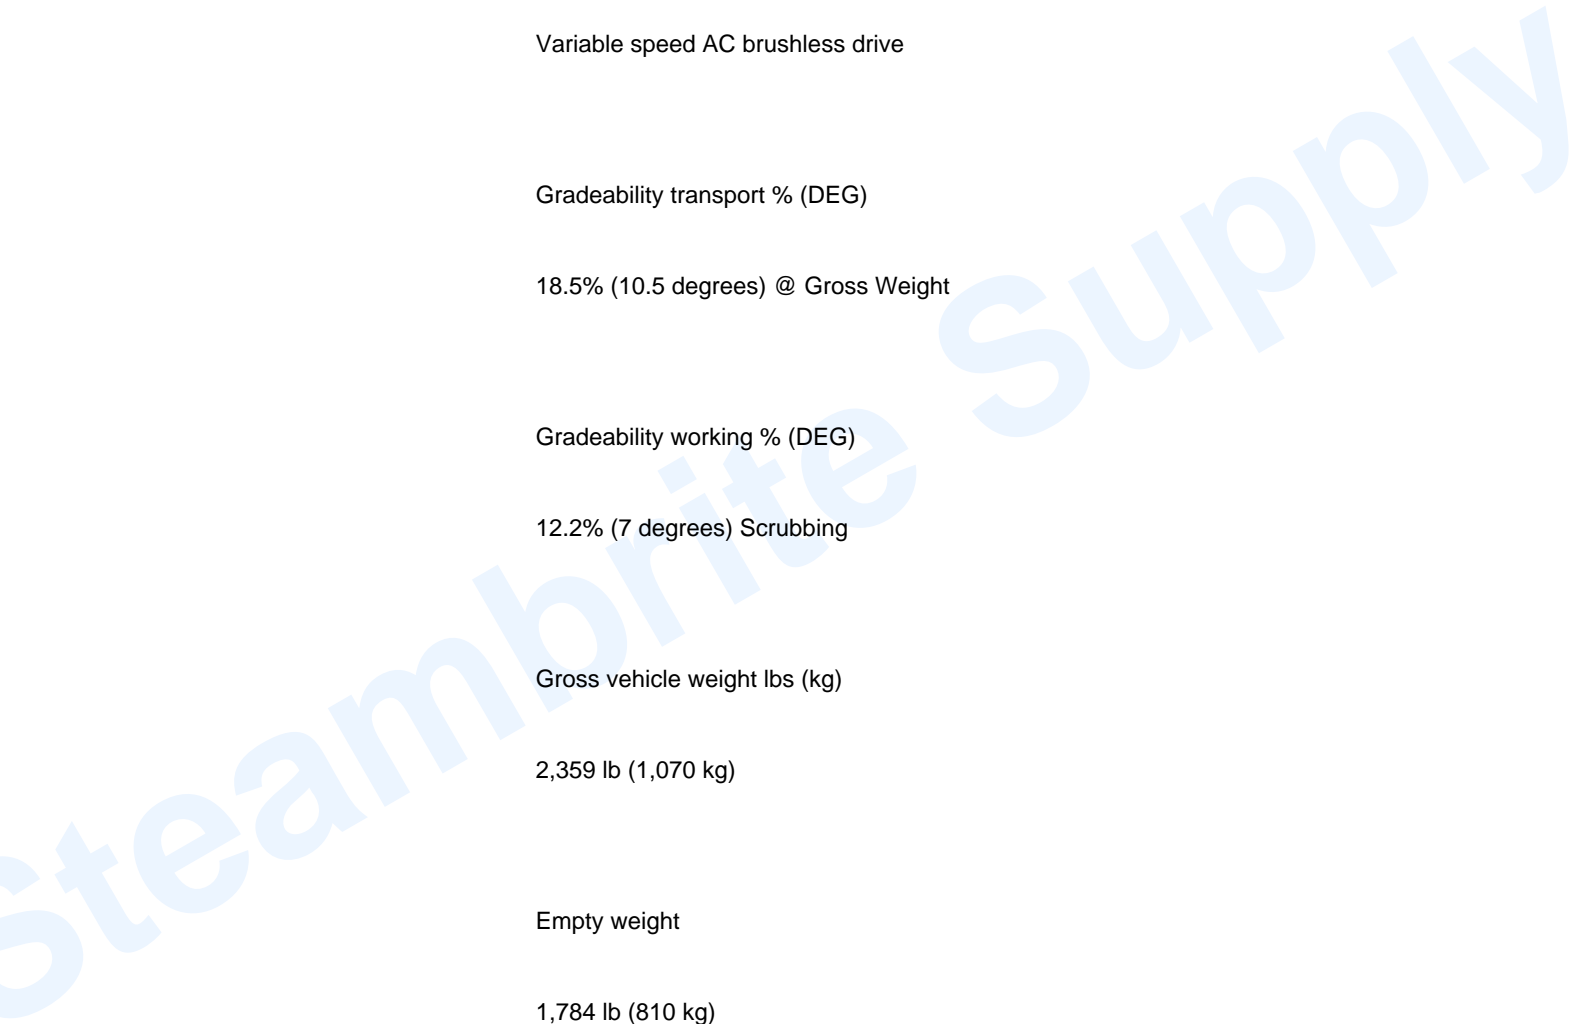 Variable speed AC brushless drive
Gradeability transport % (DEG)
18.5% (10.5 degrees) @ Gross Weight
Gradeability working % (DEG)
12.2% (7 degrees) Scrubbing
Gross vehicle weight lbs (kg)
2,359 lb (1,070 kg)
Empty weight
1,784 lb (810 kg)
Steambrite Supply